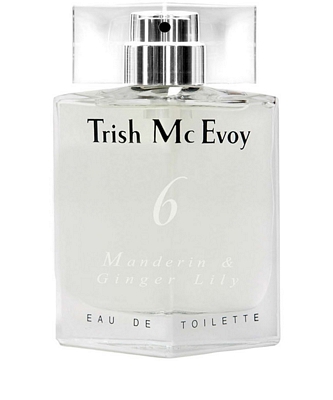 Trish Mc Evoy
6
Manderin &
Ginger Lily
EAU DE TOILETTE